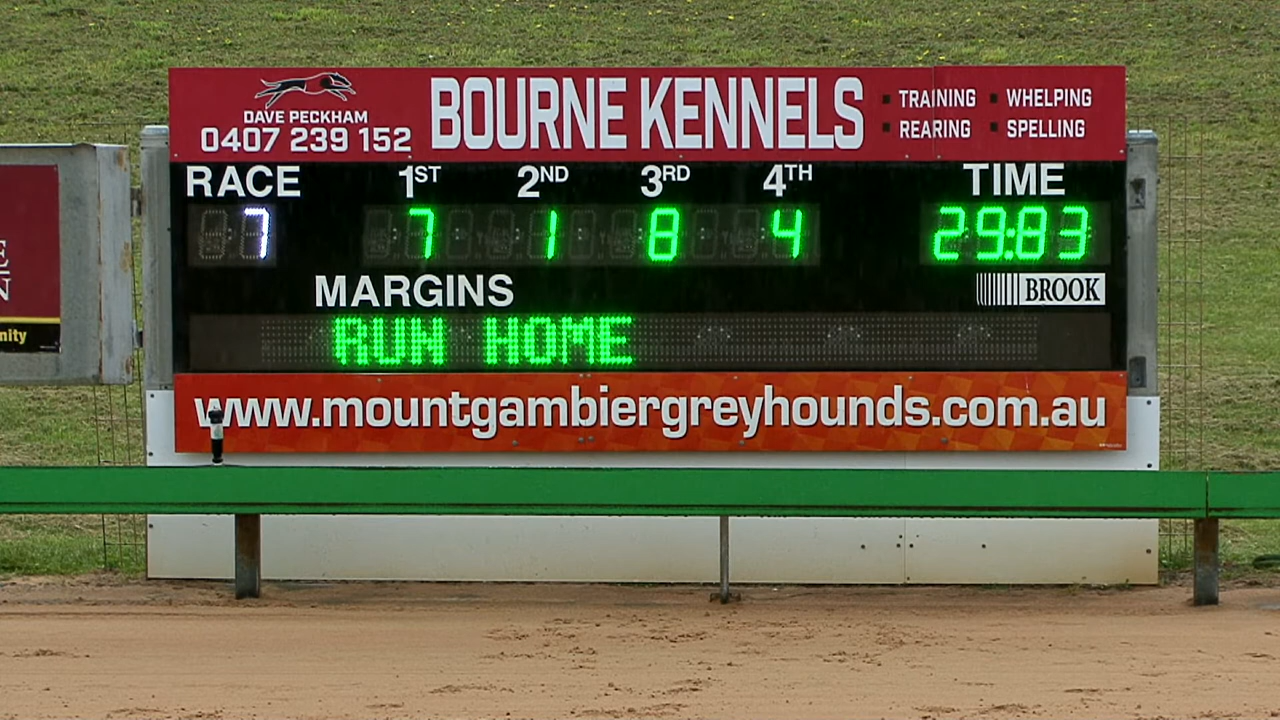 DAVE PECKHAM
0407 239 152
BOURNE KENNELS
TRAINING
WHELPING
REARING
SPELLING
RACE 1ST 2ND 3RD 4TH TIME
7 7 1 8 4 29:83
MARGINS
BROOK
RUN HOME
www.mountgambiergreyhounds.com.au
E
N
nity